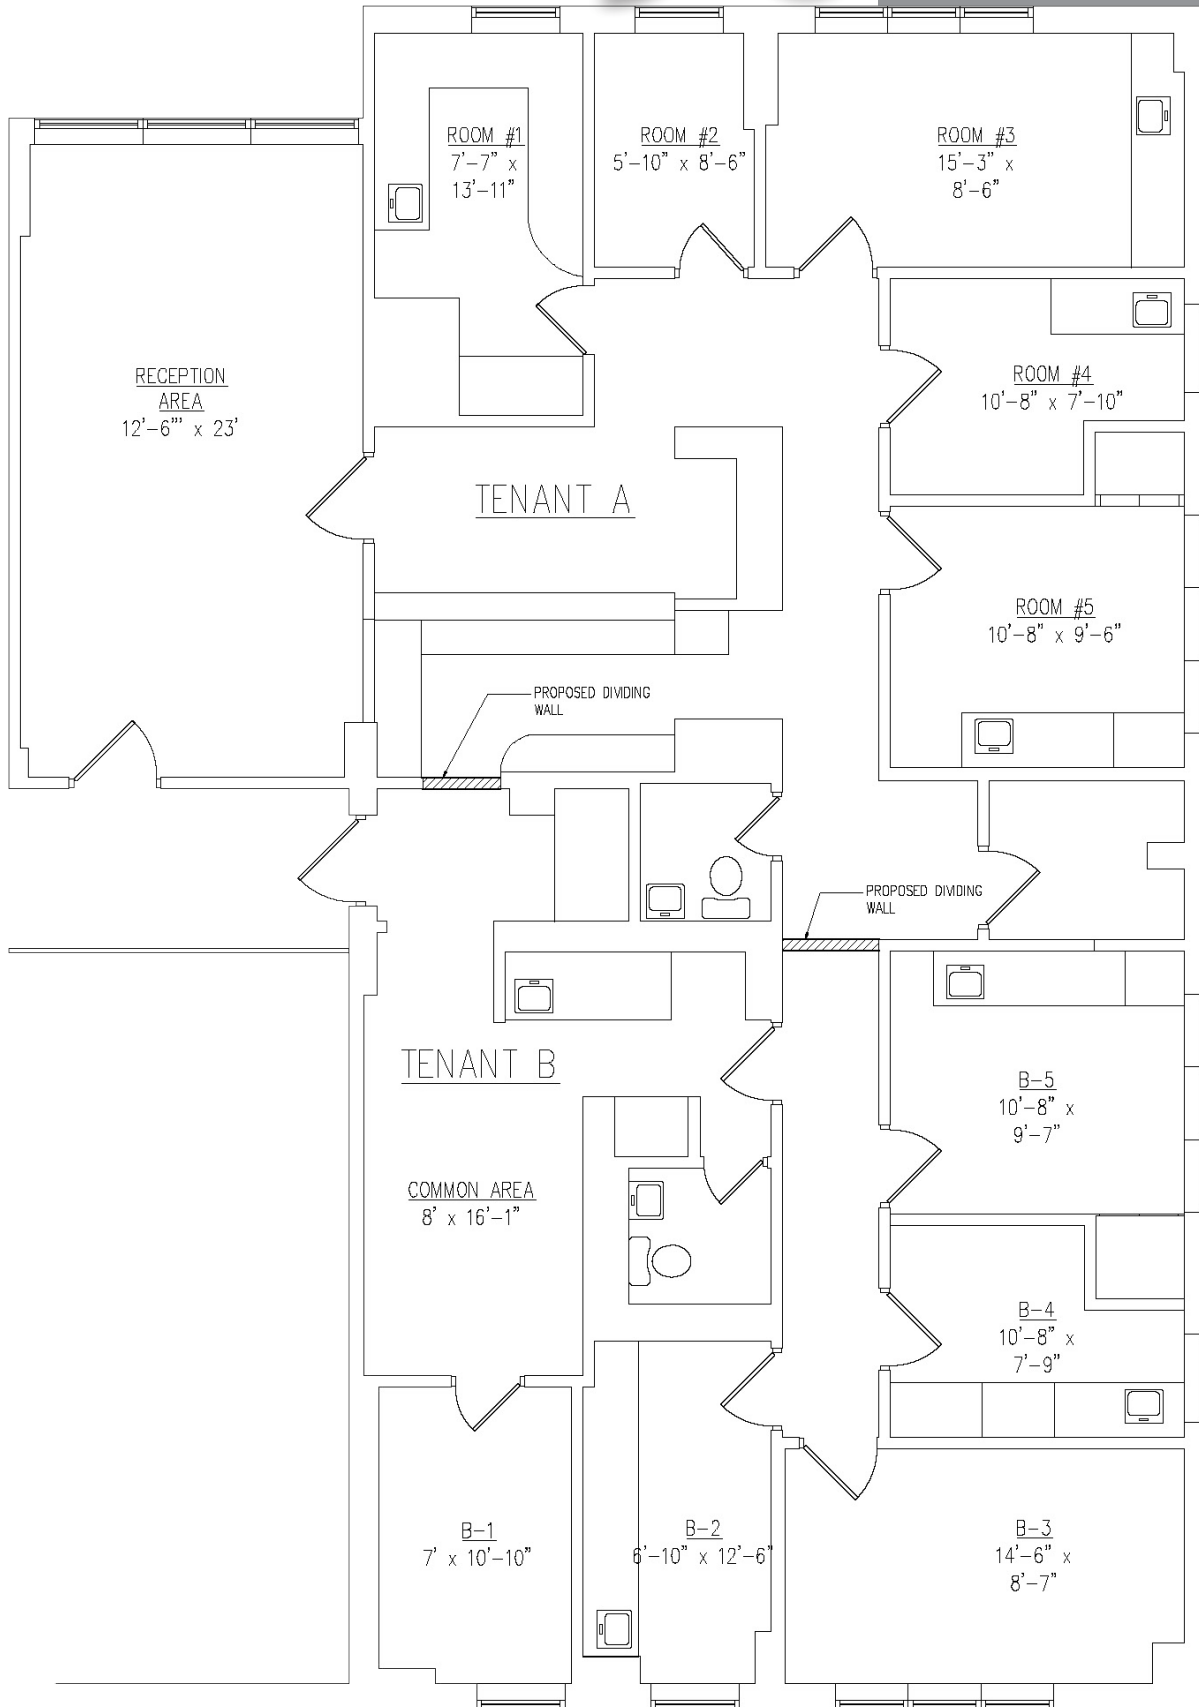 ROOM #1
7'-7" x
13'-11"
ROOM #2
5'-10" x 8'-6"
ROOM #3
15'-3" x
8'-6"
RECEPTION
AREA
12'-6'" x 23'
ROOM #4
10'-8" x 7'-10"
TENANT A
ROOM #5
10'-8" x 9'-6"
PROPOSED DIVIDING
WALL
PROPOSED DIVIDING
WALL
TENANT B
B-5
10'-8" x
9'-7"
COMMON AREA
8' x 16'-1"
B-4
10'-8" x
7'-9"
B-1
7' x 10'-10"
B-2
6'-10" x 12'-6"
B-3
14'-6" x
8'-7"